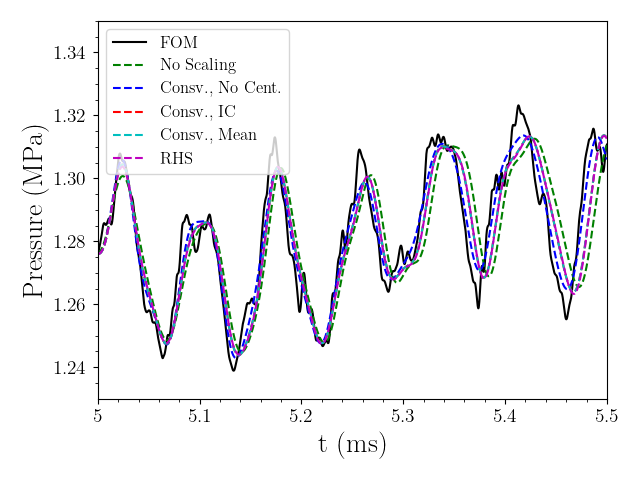 FOM
No Scaling
Consv., No Cent.
Consv., IC
Consv., Mean
RHS
Pressure (MPa)
1.34
1.32
1.30
1.28
1.26
1.24
5 5.1 5.2 5.3 5.4 5.5
t (ms)